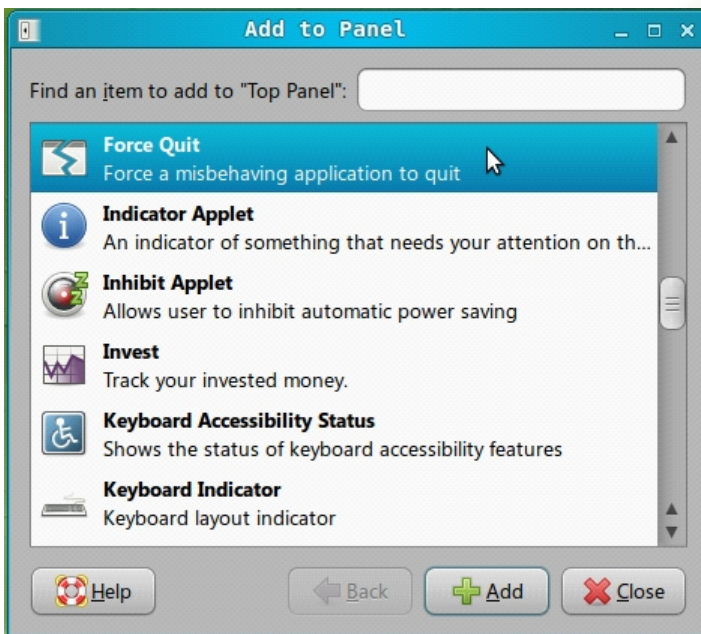 Add to Panel
Find an item to add to "Top Panel":
Force Quit
Force a misbehaving application to quit
Indicator Applet
An indicator of something that needs your attention on th...
Inhibit Applet
Allows user to inhibit automatic power saving
Invest
Track your invested money.
Keyboard Accessibility Status
Shows the status of keyboard accessibility features
Keyboard Indicator
Keyboard layout indicator
Help Back Add Close